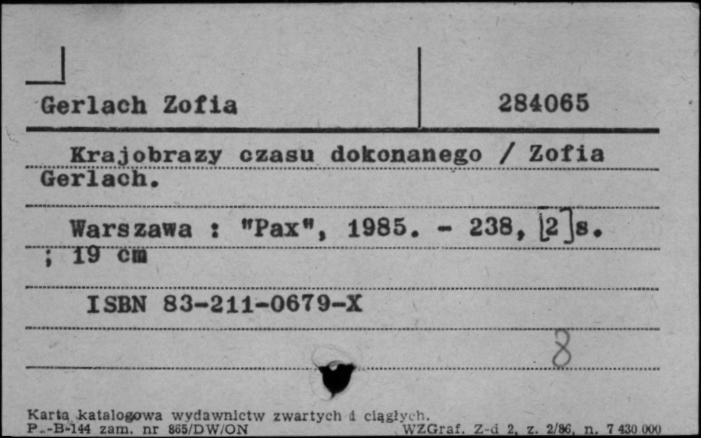 Gerlach Zofia 284065
Krajobrazy czasu dokonanego / Zofia
Gerlach.
Warszawa : "Pax", 1985. - 238, [2]s.
; 19 cm
ISBN 83-211-0679-X
8
Karta katalogowa wydawnictw zwartych i ciągłych.
P.-B-144 zam. nr 865/DW/ON WZGraf. Z-d 2, z. 2/86, n. 7 430 000